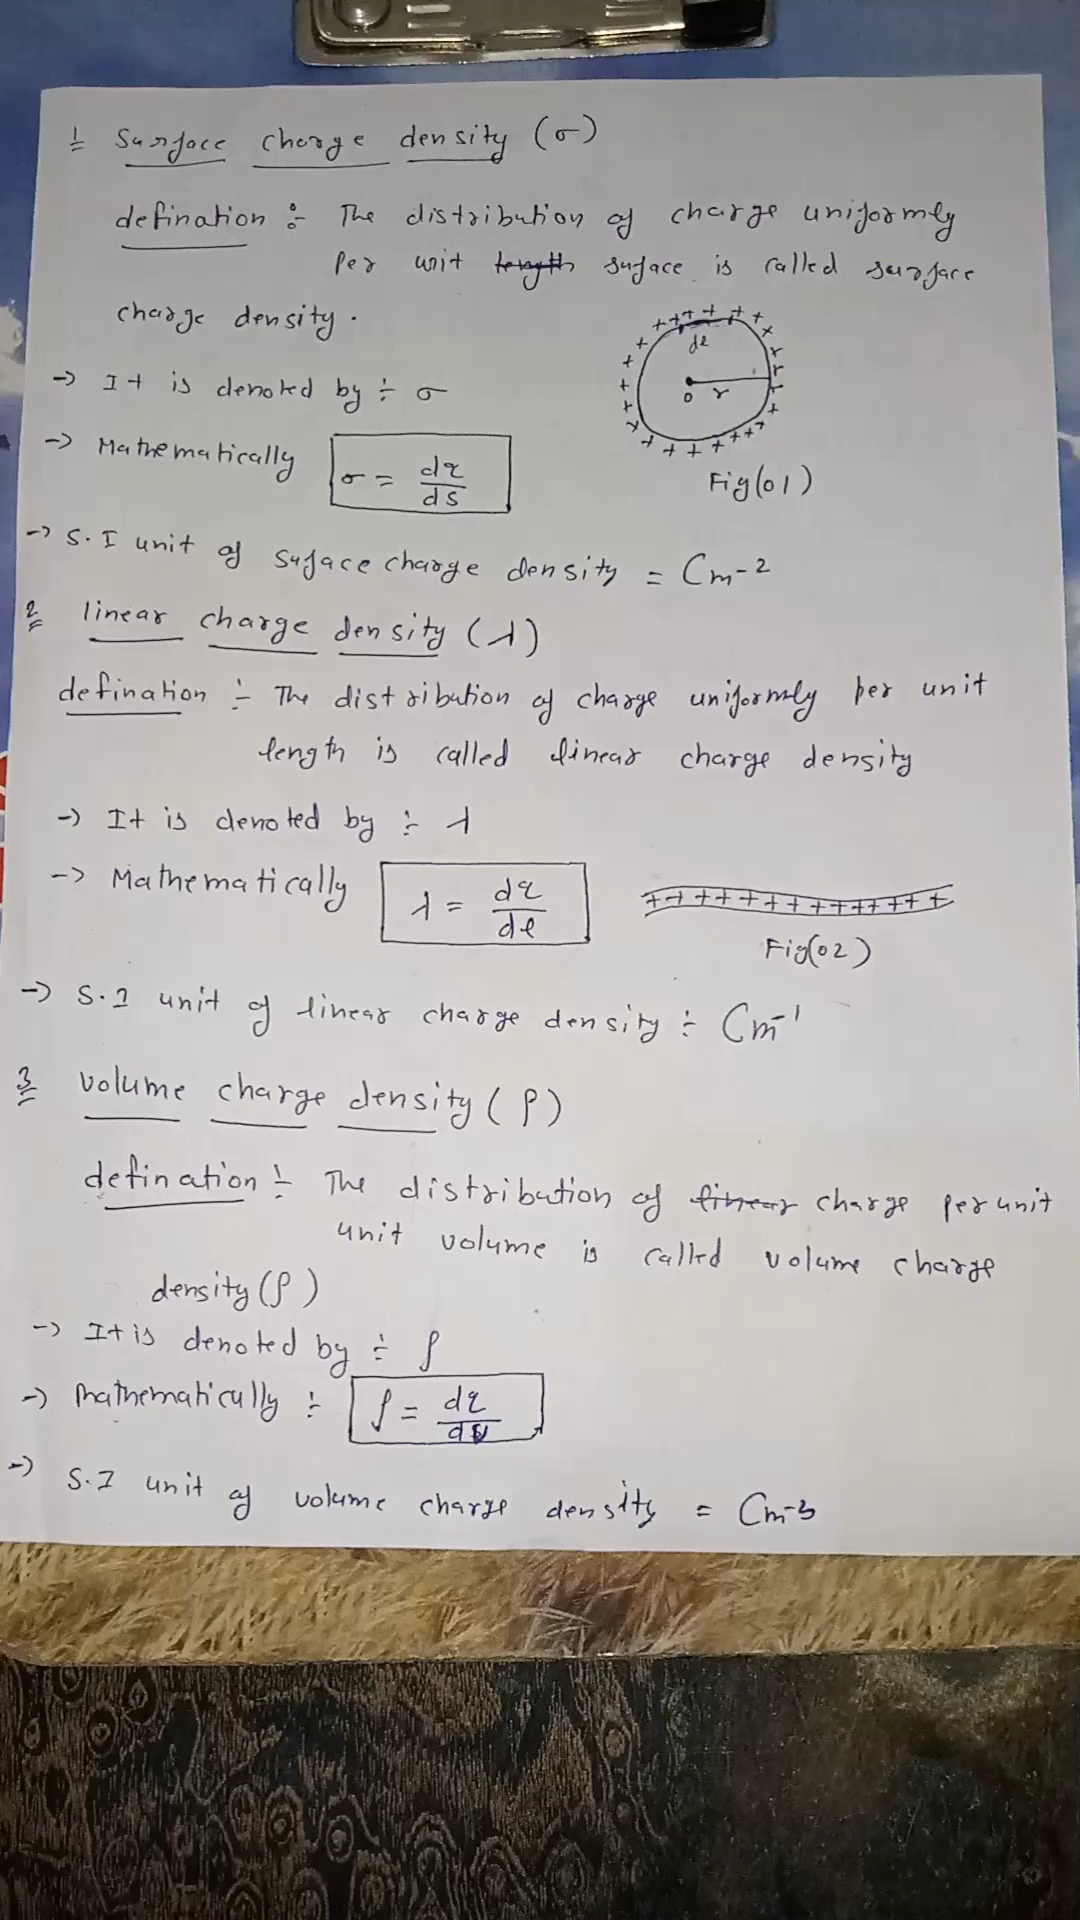 1 Surface charge density (σ)
defination :- The distribution of charge uniformly
per unit length suface is called surface
charge density.
-> It is denoted by ÷ σ
-> Mathematically σ = dq/ds
dl
o r
Fig(01)
-> S.I unit of suface charge density = Cm-2
2 linear charge density (λ)
defination ÷ The distribution of charge uniformly per unit
length is called linear charge density
-> It is denoted by ÷ λ
-> Mathematically λ = dq/dl
Fig(02)
-> S.I unit of linear charge density ÷ Cm⁻¹
3 volume charge density (ρ)
defination ÷ The distribution of linear charge per unit
unit volume is called volume charge
density (ρ)
-> It is denoted by ÷ ρ
-> Mathematically ÷ ρ = dq/dv
-> S.I unit of volume charge density = Cm-3